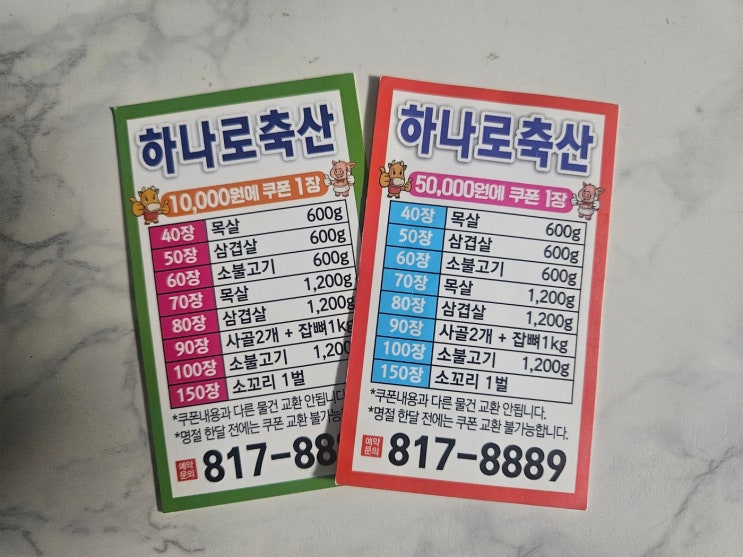 하나로축산
10,000원에 쿠폰 1장
40장 목살 600g
50장 삼겹살 600g
60장 소불고기 600g
70장 목살 1,200g
80장 삼겹살 1,200g
90장 사골2개 + 잡뼈1kg
100장 소불고기 1,200
150장 소꼬리 1벌
*쿠폰내용과 다른 물건 교환 안됩니다
*명절 한달 전에는 쿠폰 교환 불가능
예약문의 817-888
하나로축산
50,000원에 쿠폰 1장
40장 목살 600g
50장 삼겹살 600g
60장 소불고기 600g
70장 목살 1,200g
80장 삼겹살 1,200g
90장 사골2개 + 잡뼈1kg
100장 소불고기 1,200g
150장 소꼬리 1벌
*쿠폰내용과 다른 물건 교환 안됩니다.
*명절 한달 전에는 쿠폰 교환 불가능합니다.
예약문의 817-8889